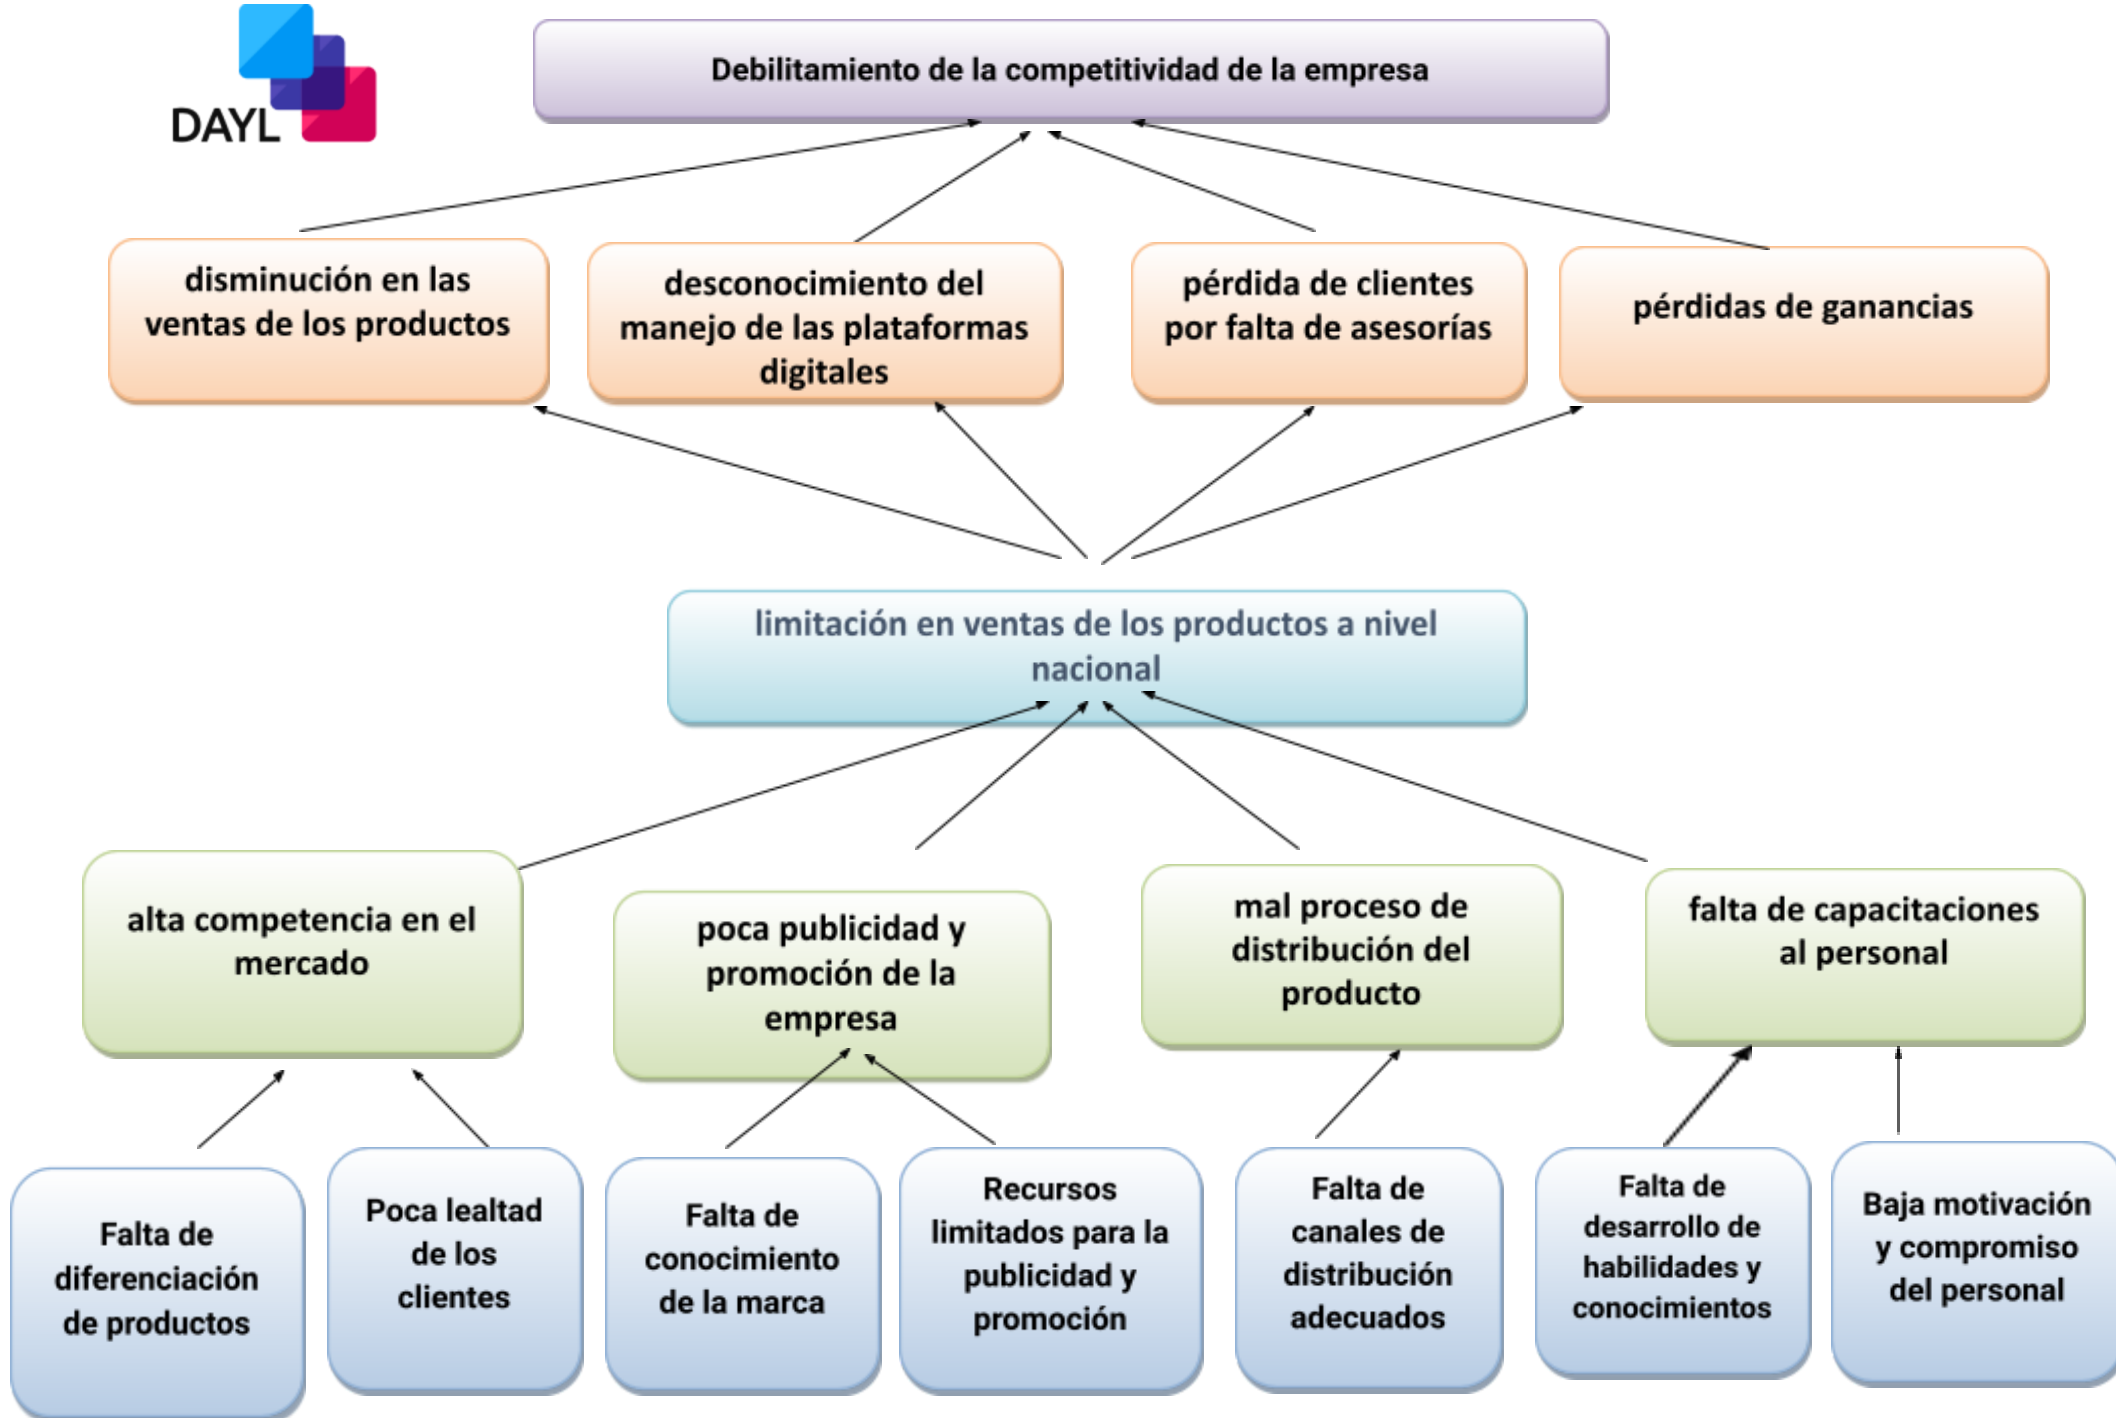 DAYL
Debilitamiento de la competitividad de la empresa
disminución en las
ventas de los productos
desconocimiento del
manejo de las plataformas
digitales
pérdida de clientes
por falta de asesorías
pérdidas de ganancias
limitación en ventas de los productos a nivel
nacional
alta competencia en el
mercado
poca publicidad y
promoción de la
empresa
mal proceso de
distribución del
producto
falta de capacitaciones
al personal
Falta de
diferenciación
de productos
Poca lealtad
de los
clientes
Falta de
conocimiento
de la marca
Recursos
limitados para la
publicidad y
promoción
Falta de
canales de
distribución
adecuados
Falta de
desarrollo de
habilidades y
conocimientos
Baja motivación
y compromiso
del personal